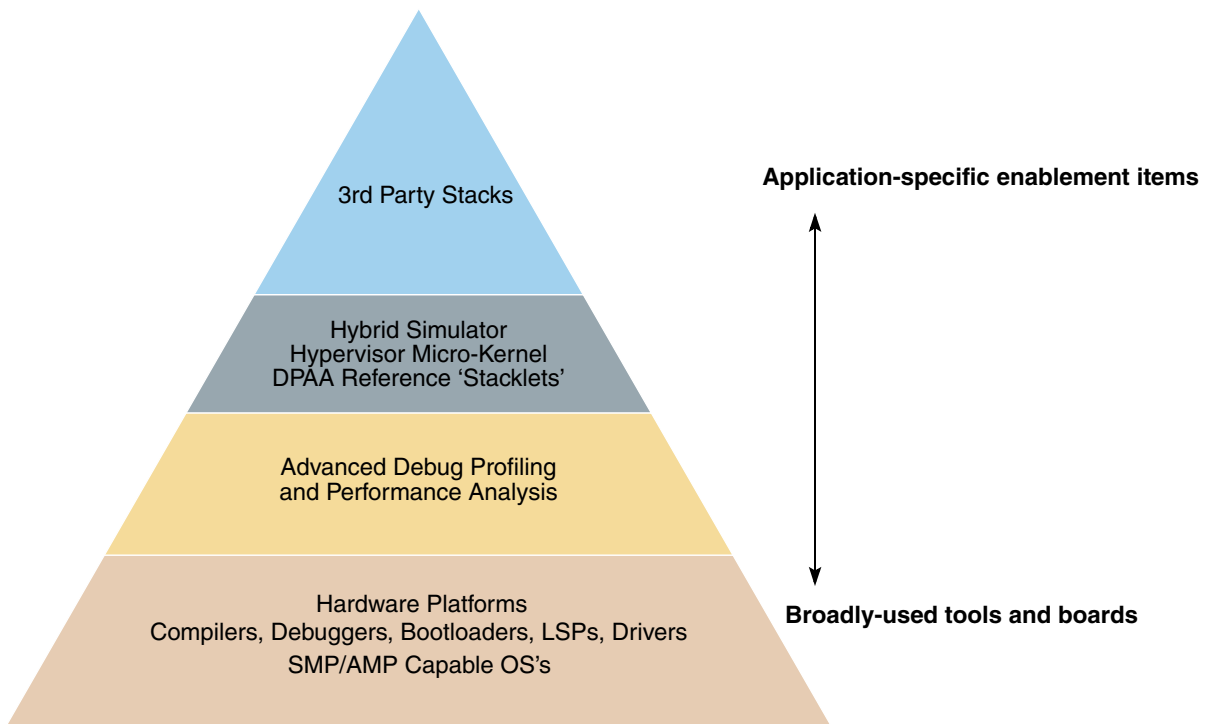 3rd Party Stacks
Application-specific enablement items
Hybrid Simulator
Hypervisor Micro-Kernel
DPAA Reference ‘Stacklets’
Advanced Debug Profiling
and Performance Analysis
Hardware Platforms
Compilers, Debuggers, Bootloaders, LSPs, Drivers
SMP/AMP Capable OS’s
Broadly-used tools and boards